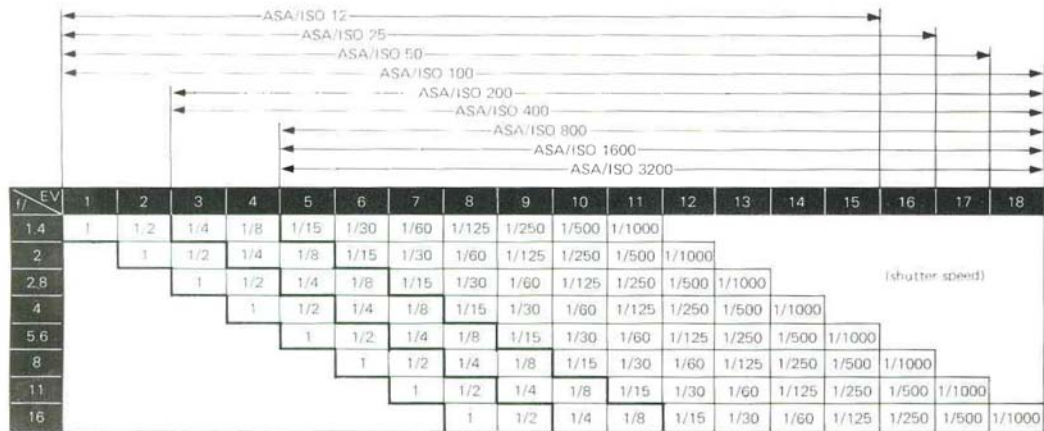 ASA/ISO 12
ASA/ISO 25
ASA/ISO 50
ASA/ISO 100
ASA/ISO 200
ASA/ISO 400
ASA/ISO 800
ASA/ISO 1600
ASA/ISO 3200
f/ EV 1 2 3 4 5 6 7 8 9 10 11 12 13 14 15 16 17 18
1.4 1 1/2 1/4 1/8 1/15 1/30 1/60 1/125 1/250 1/500 1/1000
2 1 1/2 1/4 1/8 1/15 1/30 1/60 1/125 1/250 1/500 1/1000
2.8 1 1/2 1/4 1/8 1/15 1/30 1/60 1/125 1/250 1/500 1/1000 (shutter speed)
4 1 1/2 1/4 1/8 1/15 1/30 1/60 1/125 1/250 1/500 1/1000
5.6 1 1/2 1/4 1/8 1/15 1/30 1/60 1/125 1/250 1/500 1/1000
8 1 1/2 1/4 1/8 1/15 1/30 1/60 1/125 1/250 1/500 1/1000
11 1 1/2 1/4 1/8 1/15 1/30 1/60 1/125 1/250 1/500 1/1000
16 1 1/2 1/4 1/8 1/15 1/30 1/60 1/125 1/250 1/500 1/1000